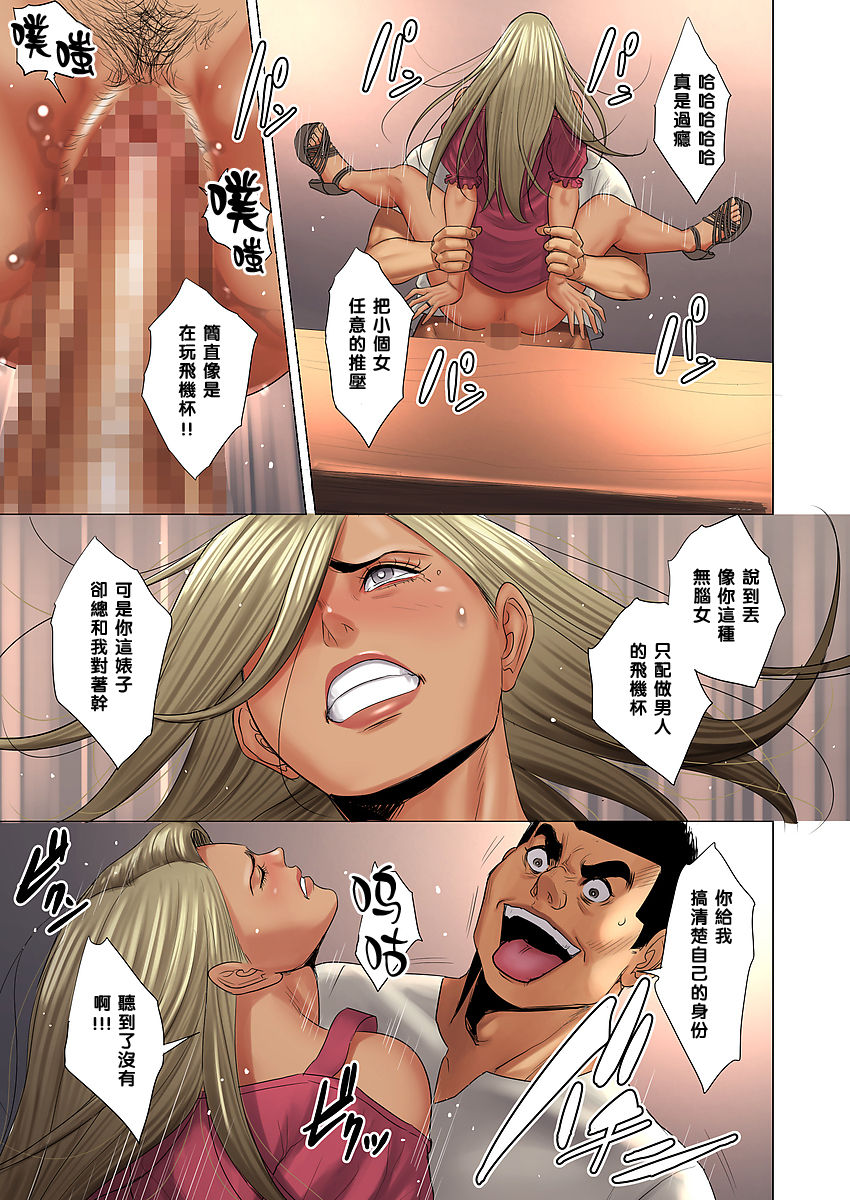 哈哈哈哈哈
真是過癮
把小個女
任意的推壓
簡直像是
在玩飛機杯!!
噗嗤
噗嗤
パン
パン
パン
パン
說到丟
像你這種
無腦女
只配做男人
的飛機杯
可是你這婊子
卻總和我對著幹
你給我
搞清楚自己的身份
嗚咕
聽到了沒有
啊!!!
ビクン
ビクッ